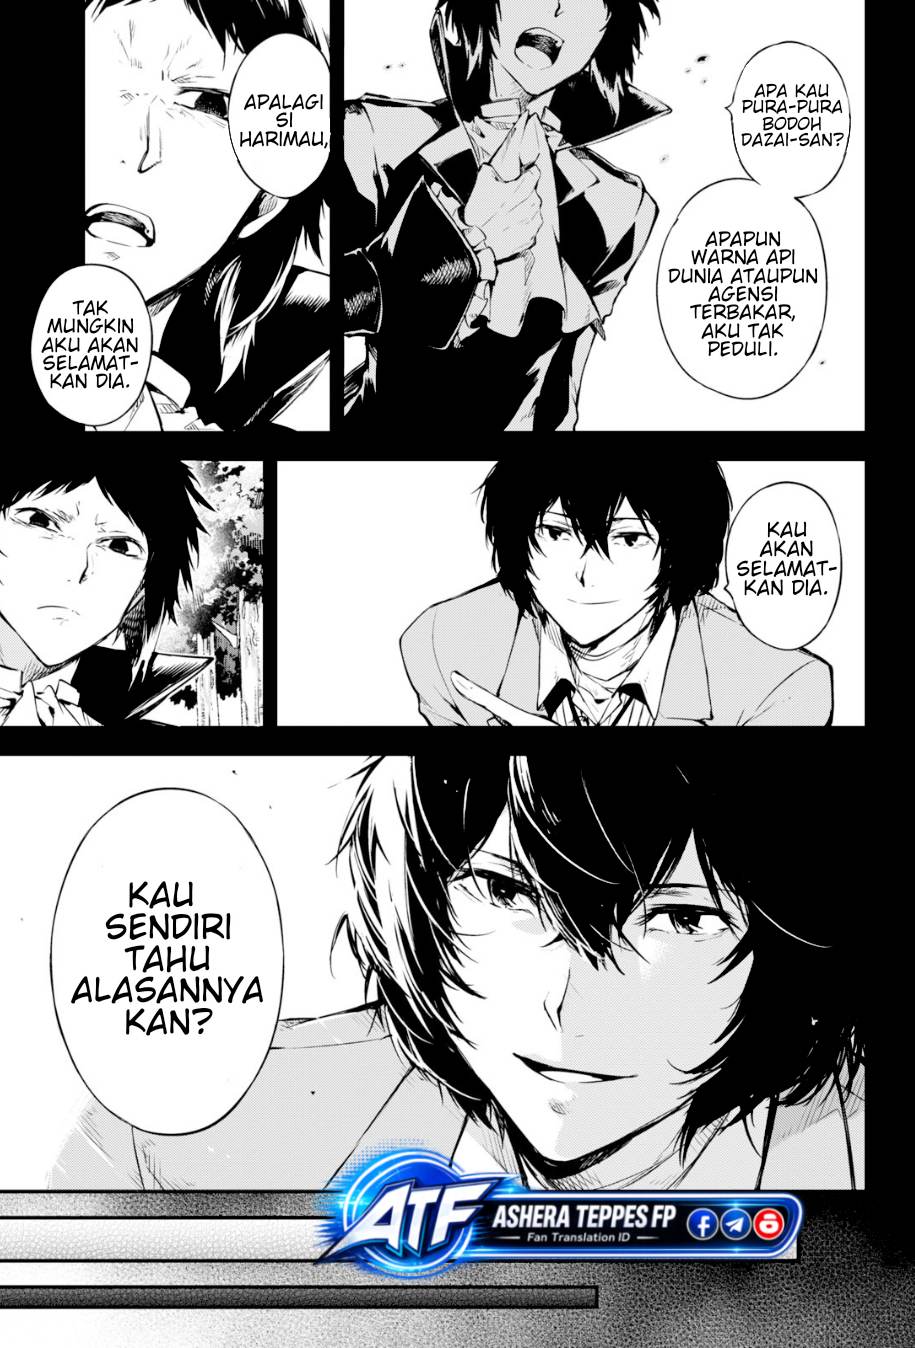 APA KAU
PURA-PURA
BODOH
DAZAI-SAN?
APAPUN
WARNA API
DUNIA ATAUPUN
AGENSI
TERBAKAR,
AKU TAK
PEDULI.
APALAGI
SI
HARIMAU,
TAK
MUNGKIN
AKU AKAN
SELAMAT-
KAN DIA.
KAU
AKAN
SELAMAT-
KAN DIA.
KAU
SENDIRI
TAHU
ALASANNYA
KAN?
ATF
ASHERA TEPPES FP
Fan Translation ID